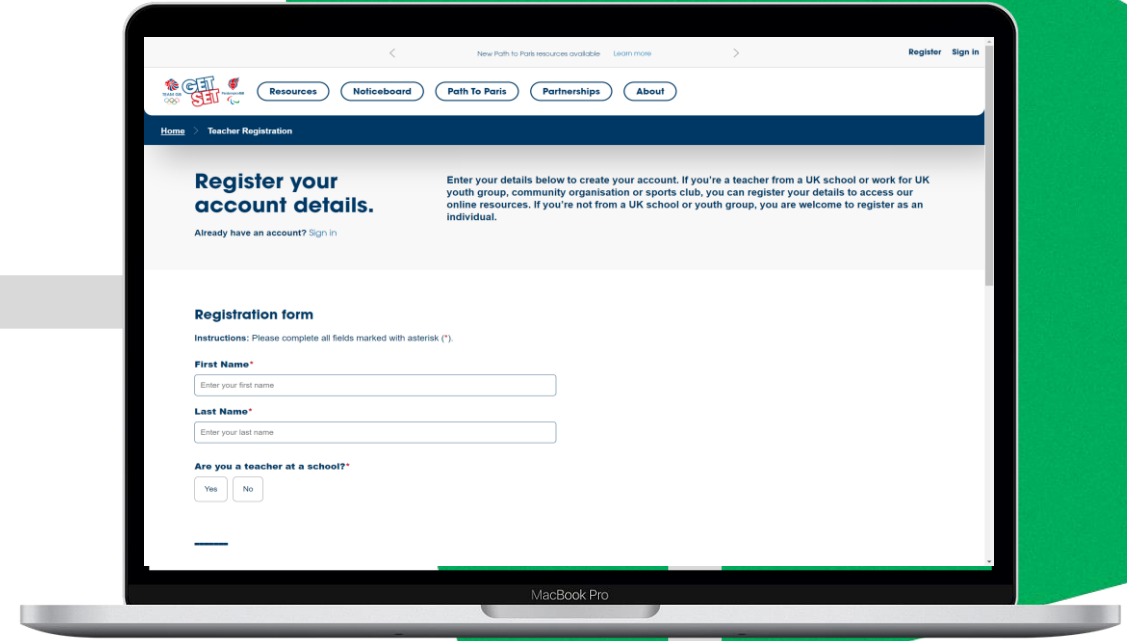 New Path to Paris resources available Learn more
Register Sign in
TEAM GB
GET
SET
ParalympicsGB
Resources
Noticeboard
Path To Paris
Partnerships
About
Home > Teacher Registration
Register your
account details.
Already have an account? Sign in
Enter your details below to create your account. If you're a teacher from a UK school or work for UK
youth group, community organisation or sports club, you can register your details to access our
online resources. If you're not from a UK school or youth group, you are welcome to register as an
individual.
Registration form
Instructions: Please complete all fields marked with asterisk (*).
First Name*
Enter your first name
Last Name*
Enter your last name
Are you a teacher at a school?*
Yes
No
MacBook Pro